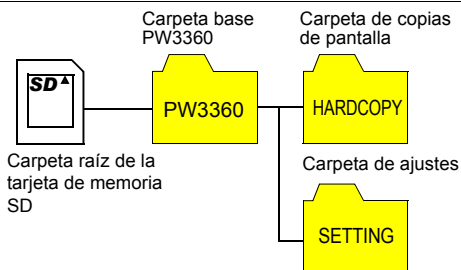 Carpeta base
PW3360
Carpeta de copias
de pantalla
SD
PW3360
HARDCOPY
Carpeta raíz de la
tarjeta de memoria
SD
Carpeta de ajustes
SETTING